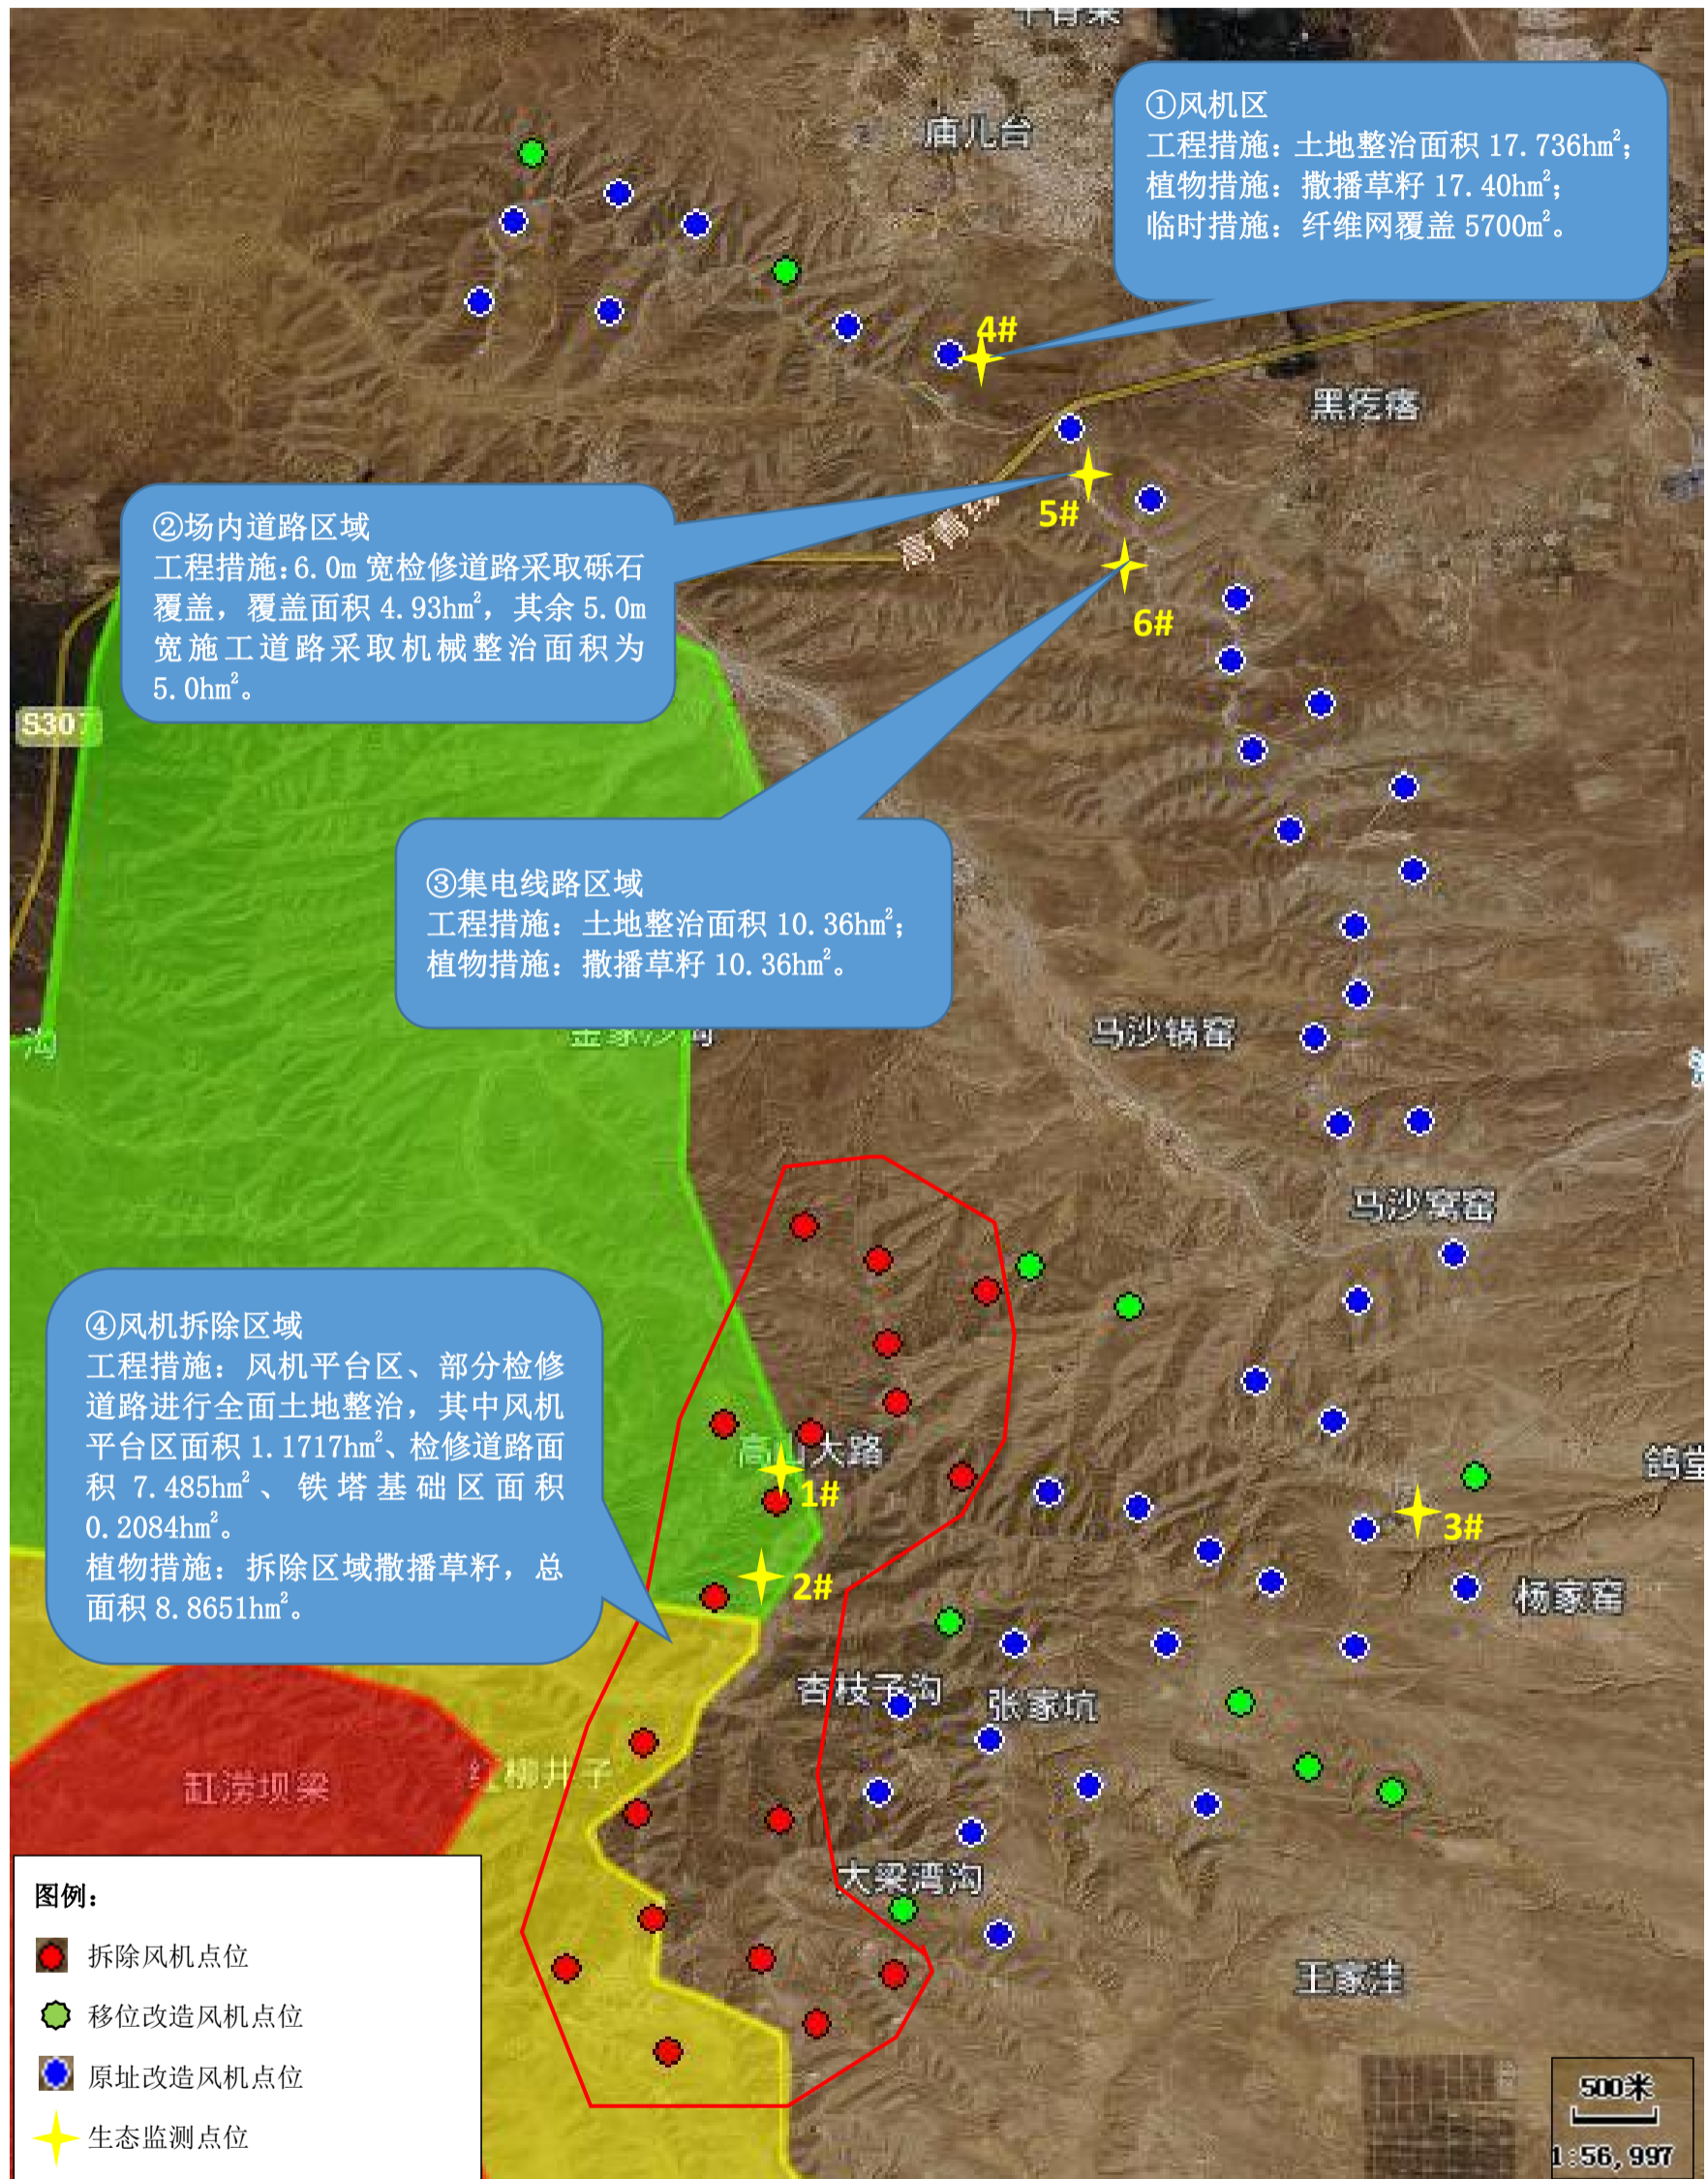 庙儿台
①风机区
工程措施：土地整治面积 17.736hm²；
植物措施：撒播草籽 17.40hm²；
临时措施：纤维网覆盖 5700m²。
4#
黑疙瘩
②场内道路区域
工程措施:6.0m 宽检修道路采取砾石
覆盖，覆盖面积 4.93hm²，其余 5.0m
宽施工道路采取机械整治面积为
5.0hm²。
5#
6#
S307
③集电线路区域
工程措施：土地整治面积 10.36hm²；
植物措施：撒播草籽 10.36hm²。
沟
马沙锅窑
马沙窝窑
④风机拆除区域
工程措施：风机平台区、部分检修
道路进行全面土地整治，其中风机
平台区面积 1.1717hm²、检修道路面
积 7.485hm²、铁塔基础区面积
0.2084hm²。
植物措施：拆除区域撒播草籽，总
面积 8.8651hm²。
高山大路
1#
2#
鸽堂
3#
杨家窑
杏枝子沟
张家坑
缸涝坝梁
红柳井子
大梁湾沟
王家洼
图例：
拆除风机点位
移位改造风机点位
原址改造风机点位
生态监测点位
500米
1:56,997